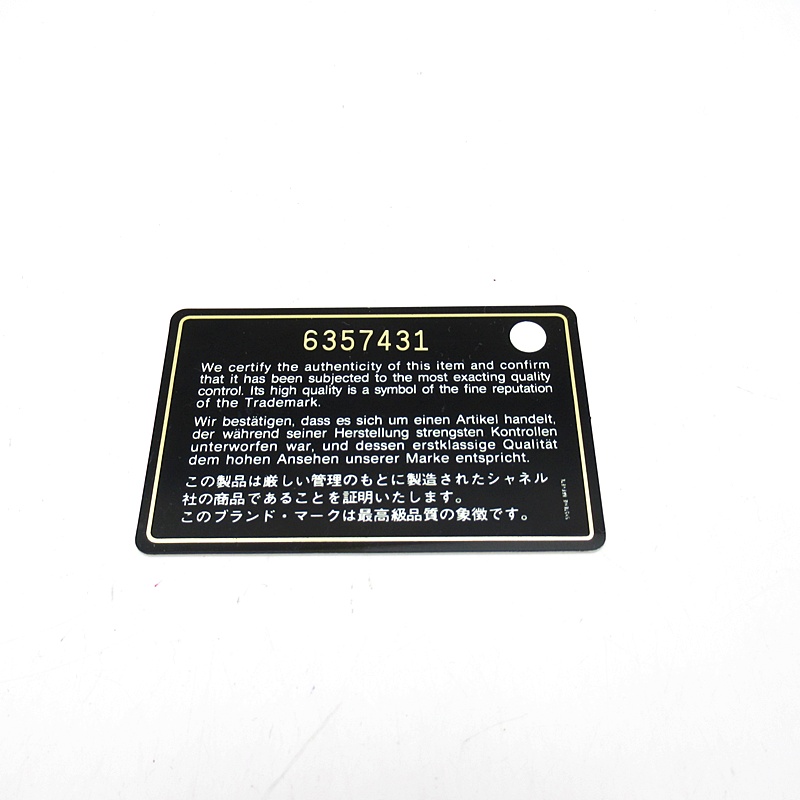 6357431
We certify the authenticity of this item and confirm
that it has been subjected to the most exacting quality
control. Its high quality is a symbol of the fine reputation
of the Trademark.
Wir bestätigen, dass es sich um einen Artikel handelt,
der während seiner Herstellung strengsten Kontrollen
unterworfen war, und dessen erstklassige Qualität
dem hohen Ansehen unserer Marke entspricht.
この製品は厳しい管理のもとに製造されたシャネル
社の商品であることを証明いたします。
このブランド・マークは最高級品質の象徴です。